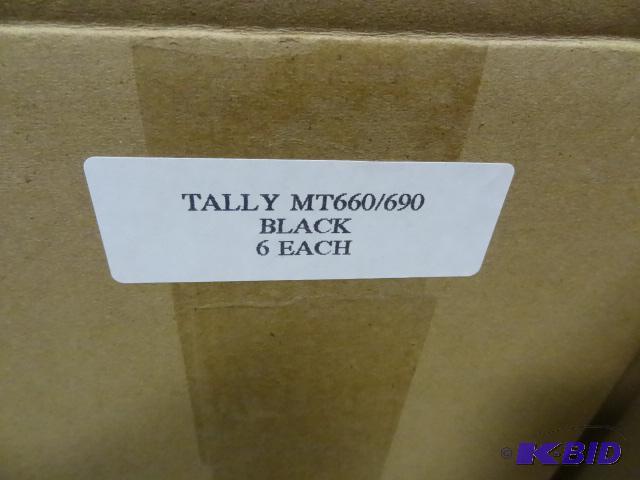 TALLY MT660/690
BLACK
6 EACH
© K-BID